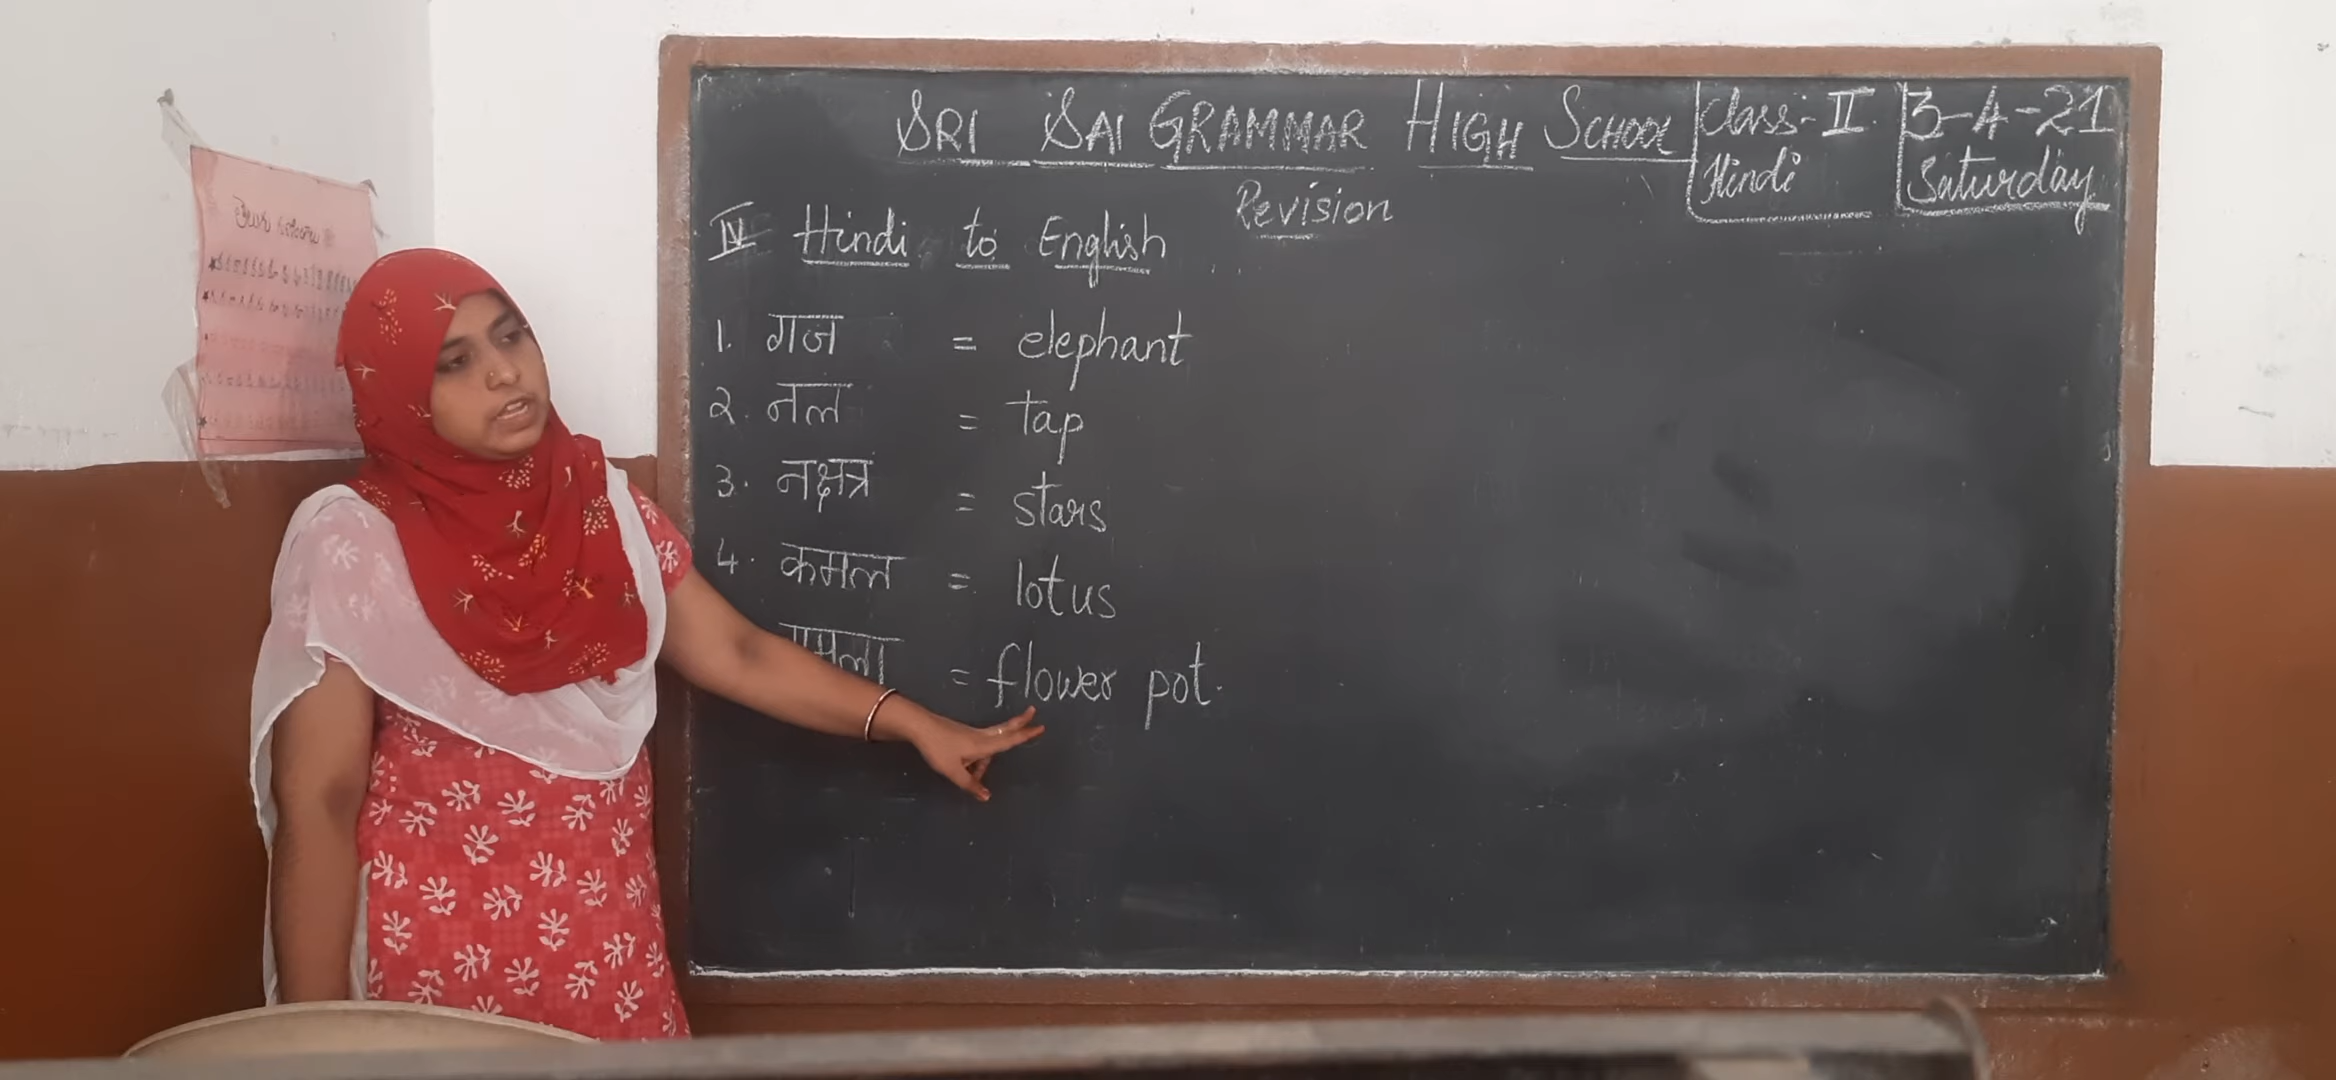 SRI SAI GRAMMAR HIGH SCHOOL
Class:- II
Hindi
3-4-21
Saturday
Revision
IV Hindi to English
1. गज = elephant
2. नल = tap
3. नक्षत्र = stars
4. कमल = lotus
गमला = flower pot.